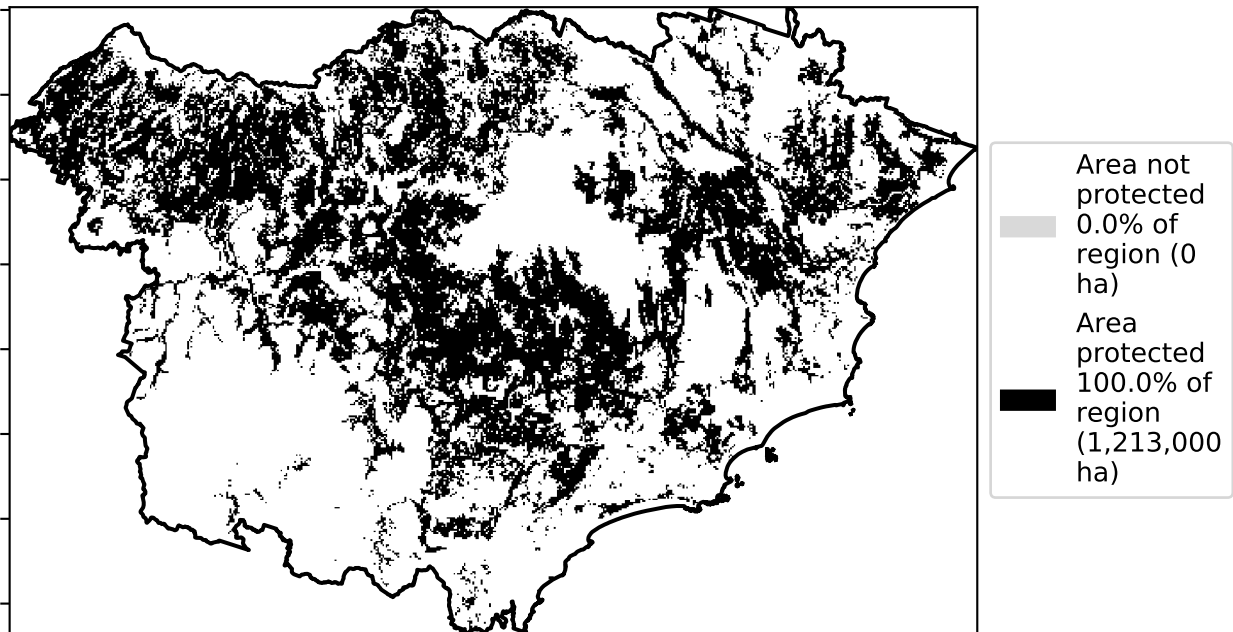 Area not
protected
0.0% of
region (0
ha)
Area
protected
100.0% of
region
(1,213,000
ha)